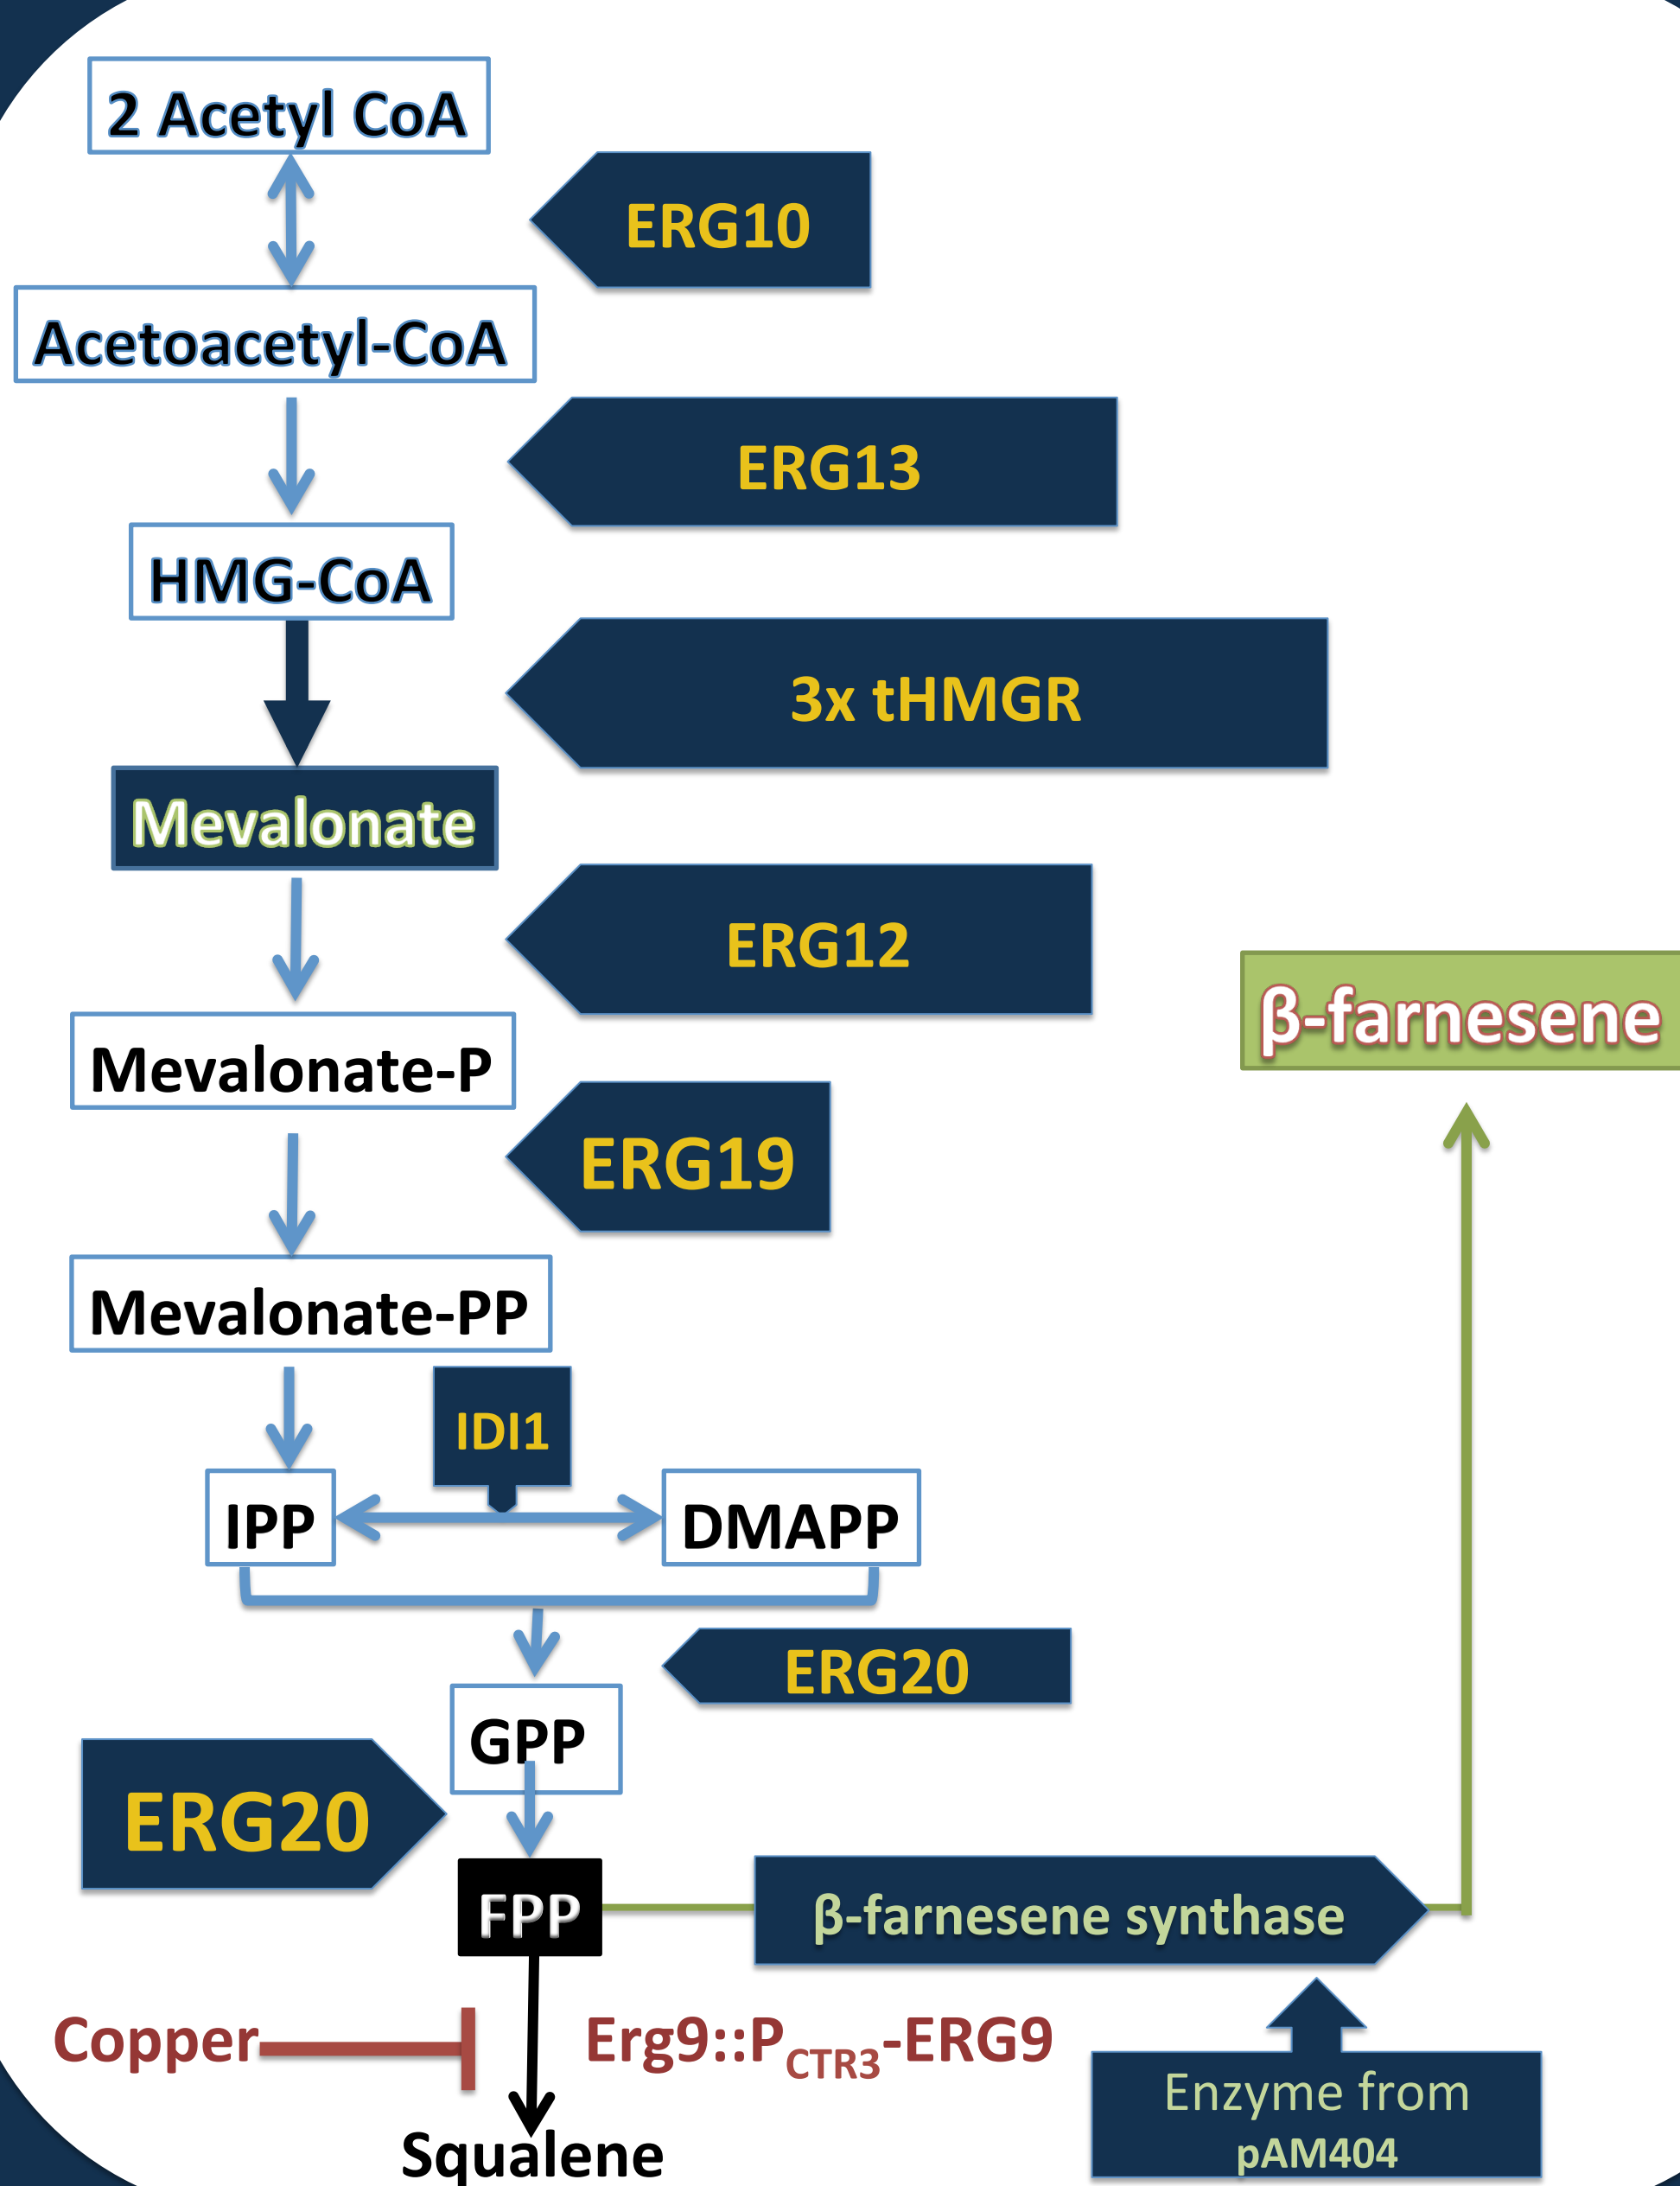 2 Acetyl CoA
ERG10
Acetoacetyl-CoA
ERG13
HMG-CoA
3x tHMGR
Mevalonate
ERG12
β-farnesene
Mevalonate-P
ERG19
Mevalonate-PP
IDI1
IPP
DMAPP
ERG20
GPP
ERG20
FPP
β-farnesene synthase
Copper
Erg9::PCTR3-ERG9
Enzyme from
pAM404
Squalene